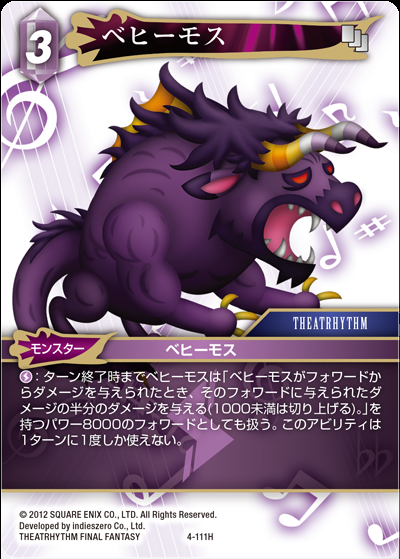 3
ベヒーモス
THEATRHYTHM
モンスター
ベヒーモス
：ターン終了時までベヒーモスは「ベヒーモスがフォワードか
らダメージを与えられたとき、そのフォワードに与えられたダ
メージの半分のダメージを与える（1000未満は切り上げる）。」を
持つパワー8000のフォワードとしても扱う。このアビリティは
1ターンに1度しか使えない。
© 2012 SQUARE ENIX CO., LTD. All Rights Reserved.
Developed by indieszero Co., Ltd.
THEATRHYTHM FINAL FANTASY
4-111H